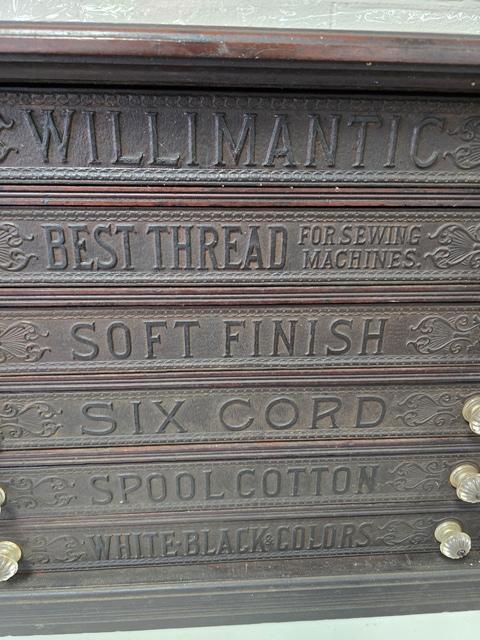 WILLIMANTIC
BEST THREAD FOR SEWING MACHINES.
SOFT FINISH
SIX CORD
SPOOL COTTON
WHITE·BLACK & COLORS